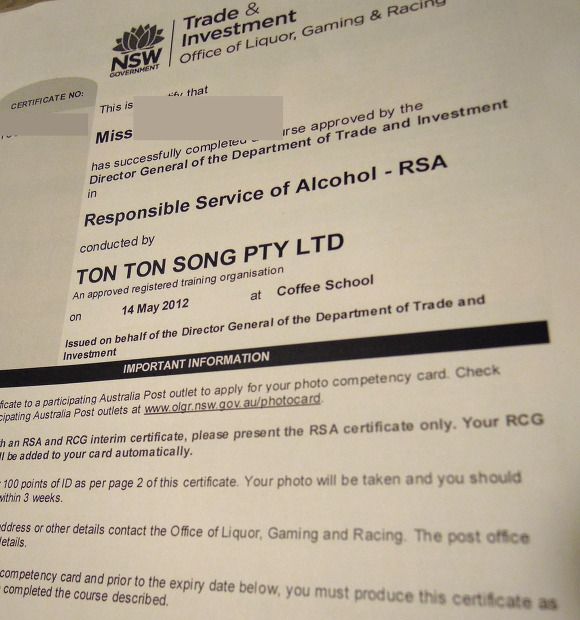 NSW
GOVERNMENT
Trade &
Investment
Office of Liquor, Gaming & Racing
CERTIFICATE NO:
This is that
Miss
has successfully completed approved by the
Director General of the Department of Trade and Investment
in
Responsible Service of Alcohol - RSA
conducted by
TON TON SONG PTY LTD
An approved registered training organisation
on 14 May 2012 at Coffee School
Issued on behalf of the Director General of the Department of Trade and
Investment
IMPORTANT INFORMATION
to a participating Australia Post outlet to apply for your photo competency card. Check
Australia Post outlets at www.olgr.nsw.gov.au/photocard.
an RSA and RCG interim certificate, please present the RSA certificate only. Your RCG
be added to your card automatically.
100 points of ID as per page 2 of this certificate. Your photo will be taken and you should
within 3 weeks.
address or other details contact the Office of Liquor, Gaming and Racing. The post office
details.
competency card and prior to the expiry date below, you must produce this certificate as
completed the course described.